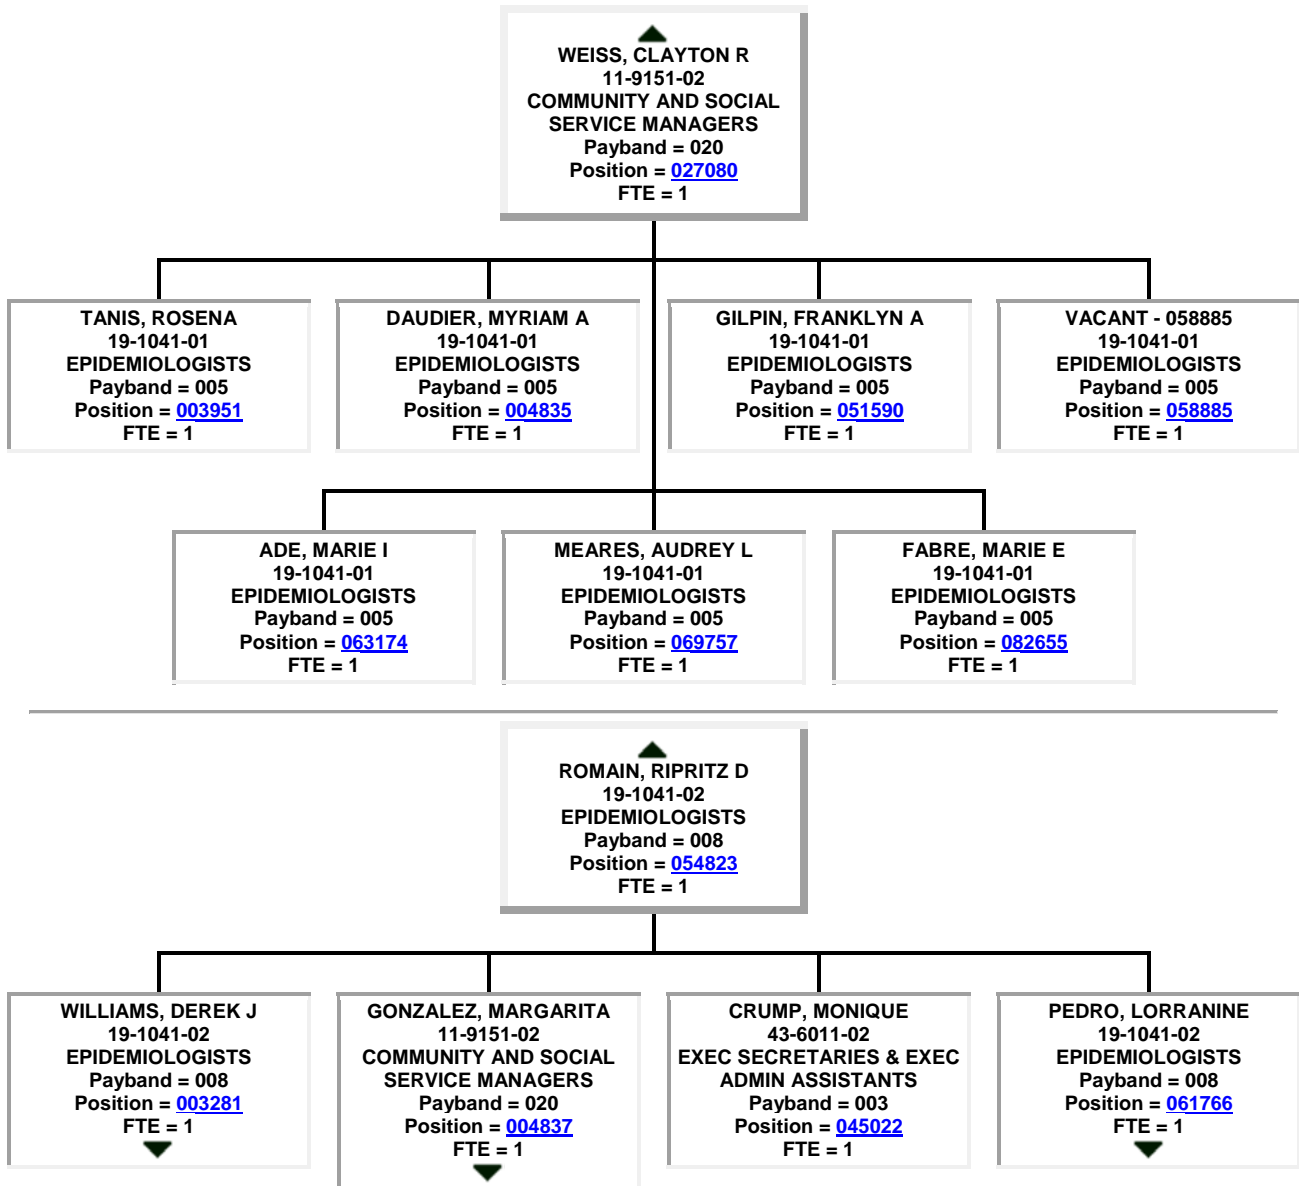 WEISS, CLAYTON R
11-9151-02
COMMUNITY AND SOCIAL
SERVICE MANAGERS
Payband = 020
Position = 027080
FTE = 1
TANIS, ROSENA
19-1041-01
EPIDEMIOLOGISTS
Payband = 005
Position = 003951
FTE = 1
DAUDIER, MYRIAM A
19-1041-01
EPIDEMIOLOGISTS
Payband = 005
Position = 004835
FTE = 1
GILPIN, FRANKLYN A
19-1041-01
EPIDEMIOLOGISTS
Payband = 005
Position = 051590
FTE = 1
VACANT - 058885
19-1041-01
EPIDEMIOLOGISTS
Payband = 005
Position = 058885
FTE = 1
ADE, MARIE I
19-1041-01
EPIDEMIOLOGISTS
Payband = 005
Position = 063174
FTE = 1
MEARES, AUDREY L
19-1041-01
EPIDEMIOLOGISTS
Payband = 005
Position = 069757
FTE = 1
FABRE, MARIE E
19-1041-01
EPIDEMIOLOGISTS
Payband = 005
Position = 082655
FTE = 1
ROMAIN, RIPRITZ D
19-1041-02
EPIDEMIOLOGISTS
Payband = 008
Position = 054823
FTE = 1
WILLIAMS, DEREK J
19-1041-02
EPIDEMIOLOGISTS
Payband = 008
Position = 003281
FTE = 1
GONZALEZ, MARGARITA
11-9151-02
COMMUNITY AND SOCIAL
SERVICE MANAGERS
Payband = 020
Position = 004837
FTE = 1
CRUMP, MONIQUE
43-6011-02
EXEC SECRETARIES & EXEC
ADMIN ASSISTANTS
Payband = 003
Position = 045022
FTE = 1
PEDRO, LORRANINE
19-1041-02
EPIDEMIOLOGISTS
Payband = 008
Position = 061766
FTE = 1